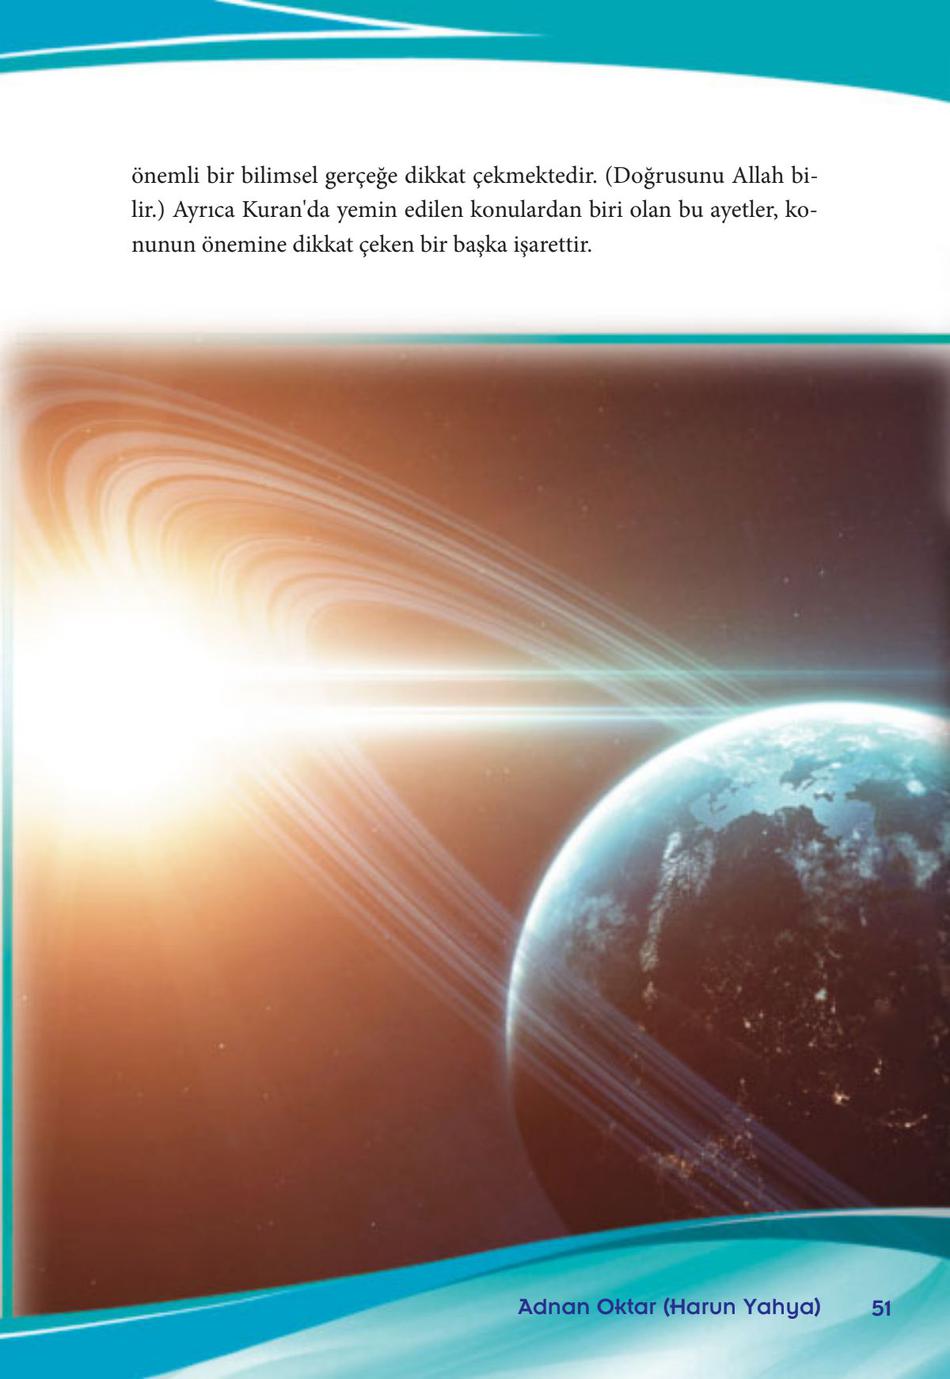 önemli bir bilimsel gerçeğe dikkat çekmektedir. (Doğrusunu Allah bi-
lir.) Ayrıca Kuran'da yemin edilen konulardan biri olan bu ayetler, ko-
nunun önemine dikkat çeken bir başka işarettir.
Adnan Oktar (Harun Yahya) 51